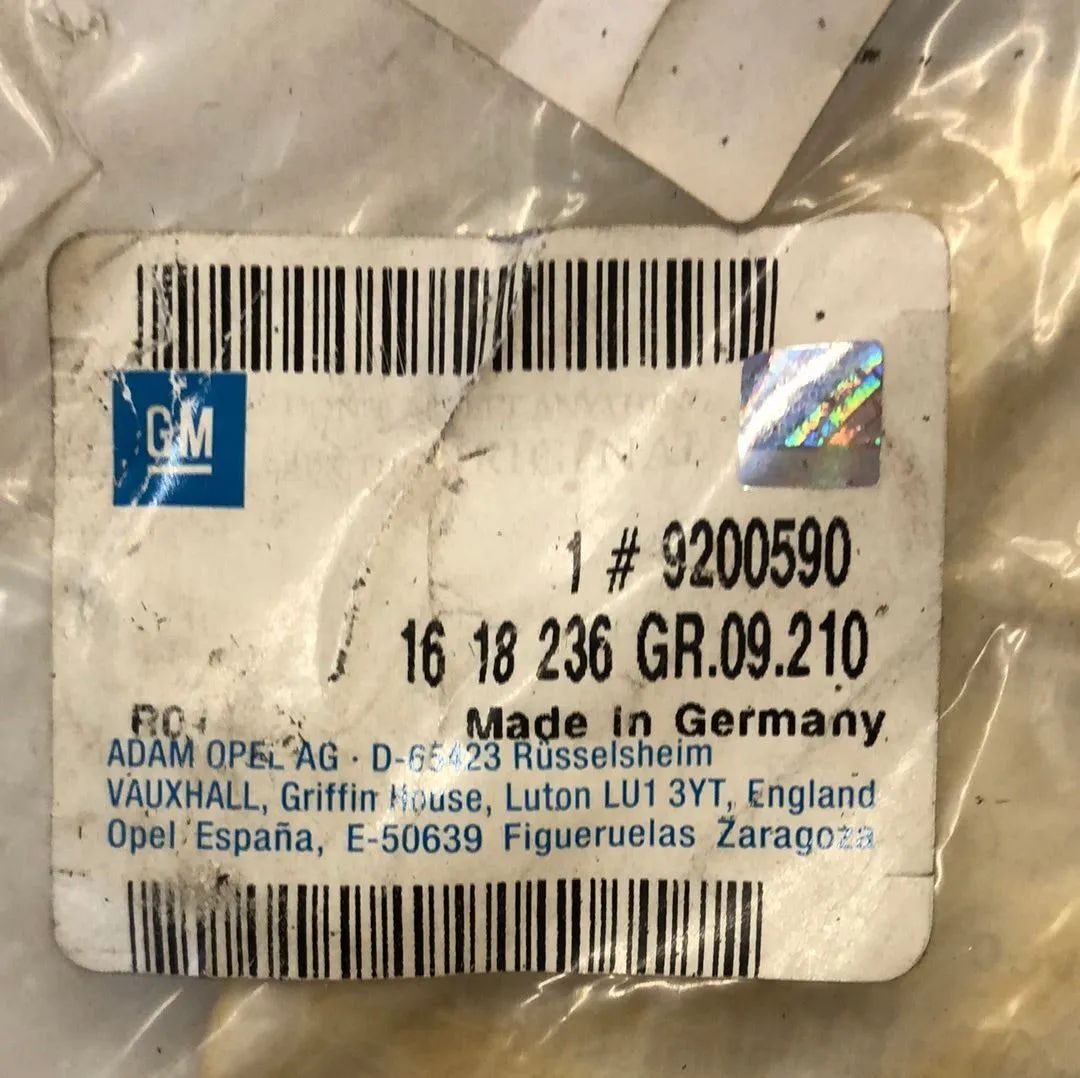 GM
1 # 9200590
16 18 236 GR.09.210
Made in Germany
ADAM OPEL AG · D-65423 Rüsselsheim
VAUXHALL, Griffin House, Luton LU1 3YT, England
Opel España, E-50639 Figueruelas Zaragoza